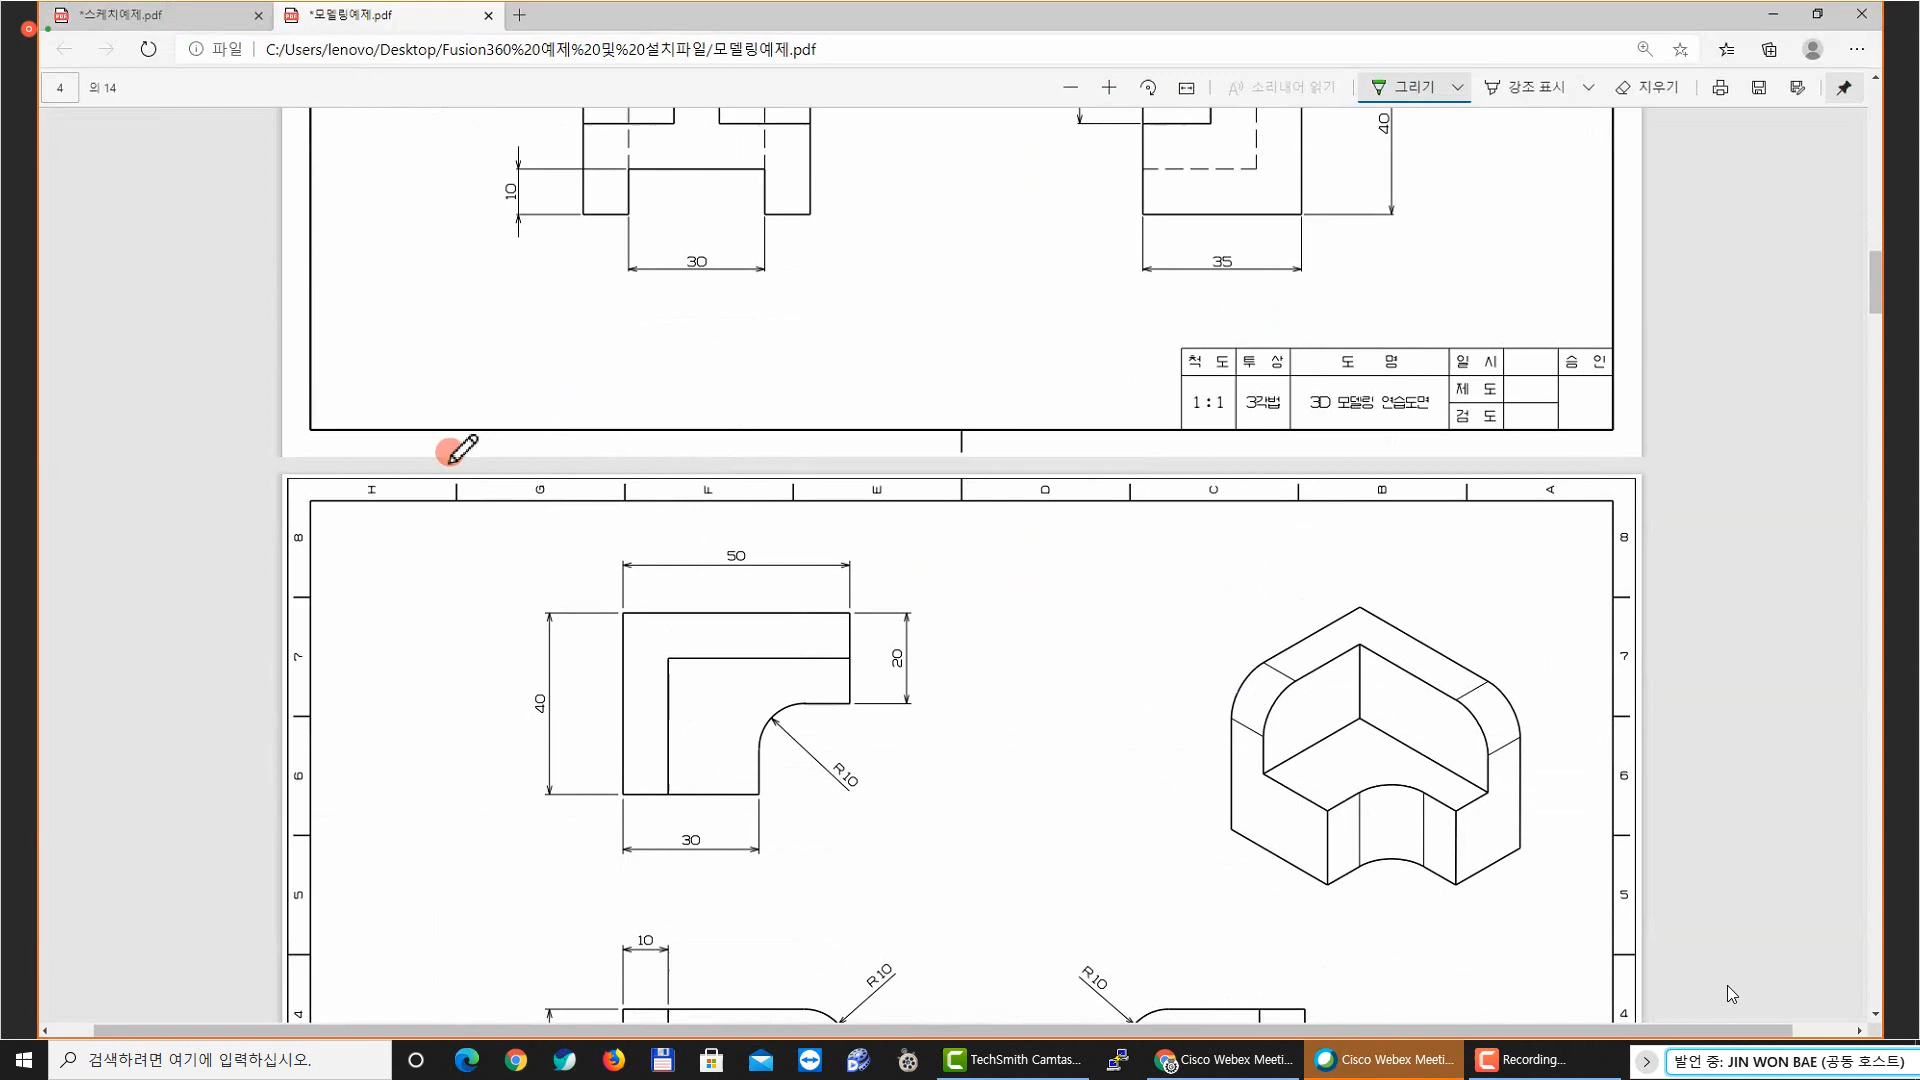 *스케치예제.pdf
*모델링예제.pdf
파일
C:/Users/lenovo/Desktop/Fusion360%20예제%20및%20설치파일/모델링예제.pdf
4
의 14
소리내어 읽기
그리기
강조 표시
지우기
10
30
40
35
척 도
투 상
도 명
일 시
승 인
1 : 1
3각법
3D 모델링 연습도면
제 도
검 도
H G F E D C B A
8
8
50
7
7
40
20
6
6
R10
30
5
5
10
R10
R10
4
4
검색하려면 여기에 입력하십시오.
TechSmith Camtas...
Cisco Webex Meeti...
Cisco Webex Meeti...
Recording...
발언 중: JIN WON BAE (공동 호스트)